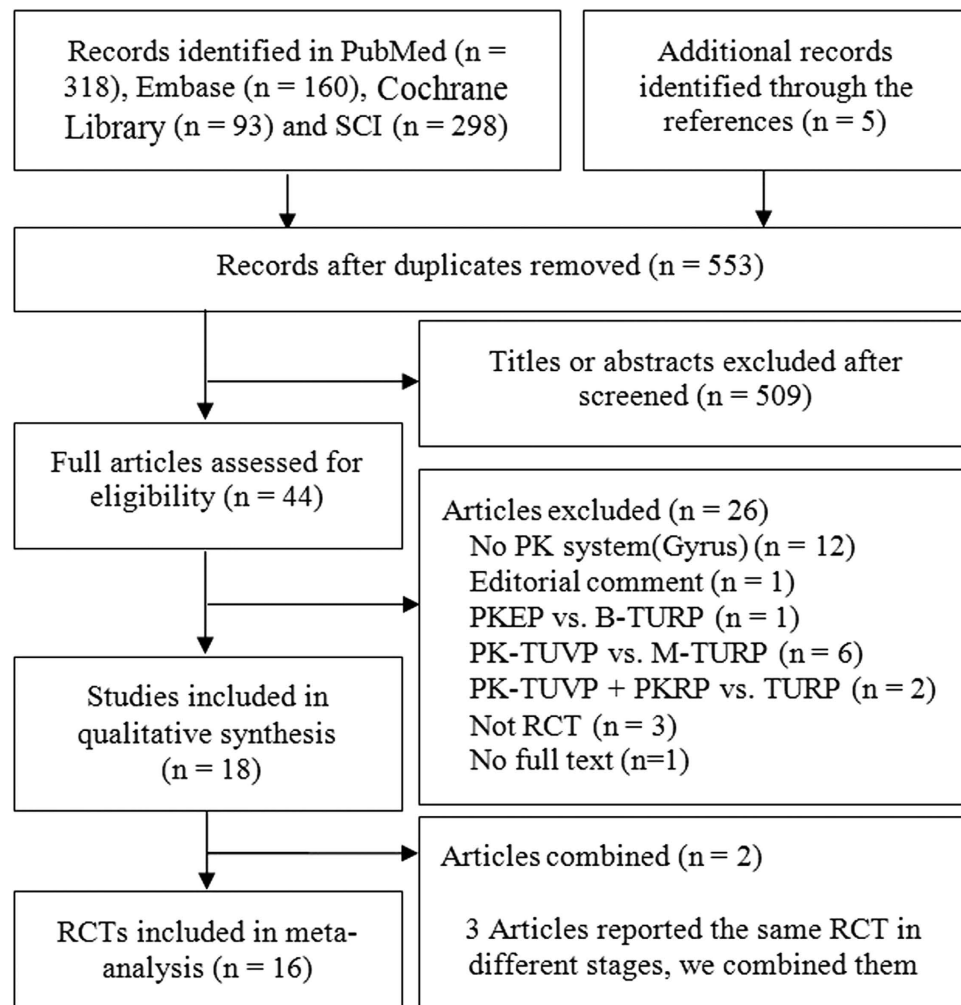 Records identified in PubMed (n =
318), Embase (n = 160), Cochrane
Library (n = 93) and SCI (n = 298)
Additional records
identified through the
references (n = 5)
Records after duplicates removed (n = 553)
Titles or abstracts excluded after
screened (n = 509)
Full articles assessed for
eligibility (n = 44)
Articles excluded (n = 26)
No PK system(Gyrus) (n = 12)
Editorial comment (n = 1)
PKEP vs. B-TURP (n = 1)
PK-TUVP vs. M-TURP (n = 6)
PK-TUVP + PKRP vs. TURP (n = 2)
Not RCT (n = 3)
No full text (n=1)
Studies included in
qualitative synthesis
(n = 18)
Articles combined (n = 2)
3 Articles reported the same RCT in
different stages, we combined them
RCTs included in meta-
analysis (n = 16)